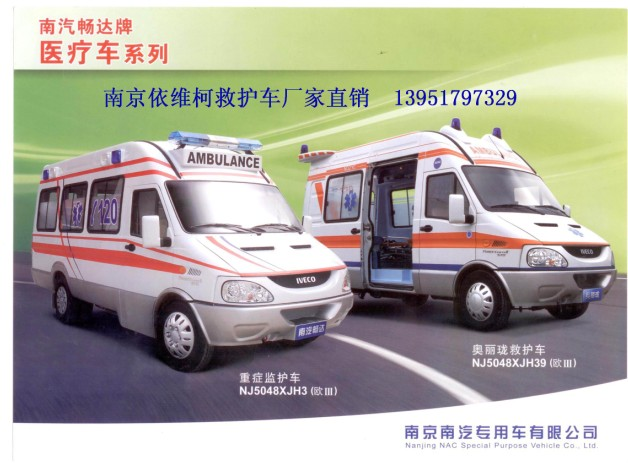 南汽畅达牌
医疗车系列
南京依维柯救护车厂家直销 13951797329
AMBULANCE
AMBU
120
IVECO
IVECO
南汽畅达
奥丽珑救护车
NJ5048XJH39 (欧III)
重症监护车
NJ5048XJH3 (欧III)
南京南汽专用车有限公司
Nanjing NAC Special Purpose Vehicle Co., Ltd.